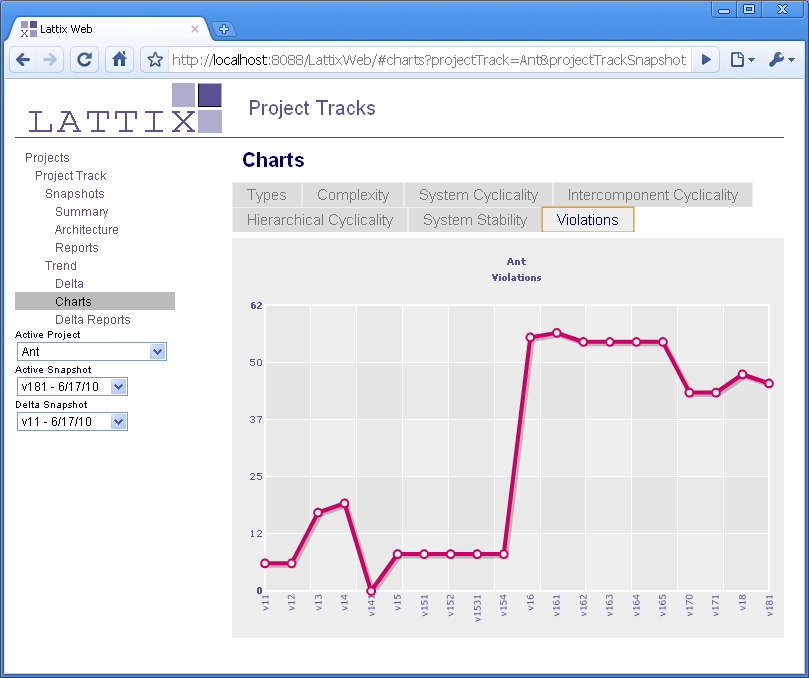 Lattix Web
http://localhost:8088/LattixWeb/#charts?projectTrack=Ant&projectTrackSnapshot
LATTIX
Project Tracks
Projects
Project Track
Snapshots
Summary
Architecture
Reports
Trend
Delta
Charts
Delta Reports
Active Project
Ant
Active Snapshot
v181 - 6/17/10
Delta Snapshot
v11 - 6/17/10
Charts
Types Complexity System Cyclicality Intercomponent Cyclicality
Hierarchical Cyclicality System Stability Violations
Ant
Violations
62
50
37
25
12
0
v11 v12 v13 v14 v141 v15 v151 v152 v1531 v154 v16 v161 v162 v163 v164 v165 v170 v171 v18 v181